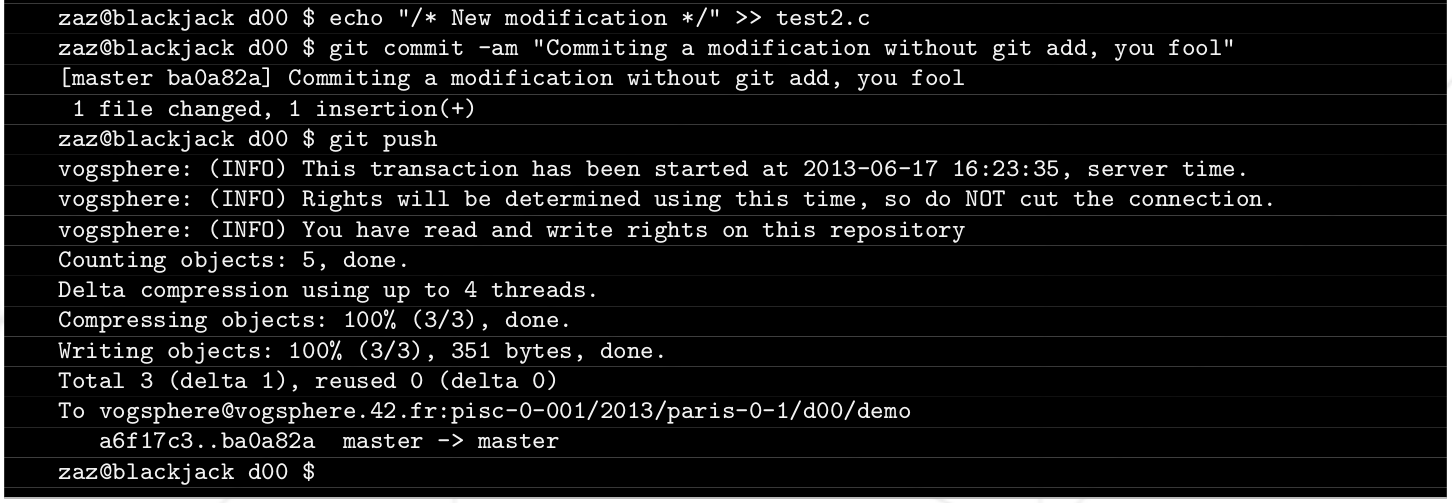 zaz@blackjack d00 $ echo "/* New modification */" >> test2.c
zaz@blackjack d00 $ git commit -am "Commiting a modification without git add, you fool"
[master ba0a82a] Commiting a modification without git add, you fool
1 file changed, 1 insertion(+)
zaz@blackjack d00 $ git push
vogsphere: (INFO) This transaction has been started at 2013-06-17 16:23:35, server time.
vogsphere: (INFO) Rights will be determined using this time, so do NOT cut the connection.
vogsphere: (INFO) You have read and write rights on this repository
Counting objects: 5, done.
Delta compression using up to 4 threads.
Compressing objects: 100% (3/3), done.
Writing objects: 100% (3/3), 351 bytes, done.
Total 3 (delta 1), reused 0 (delta 0)
To vogsphere@vogsphere.42.fr:pisc-0-001/2013/paris-0-1/d00/demo
a6f17c3..ba0a82a  master -> master
zaz@blackjack d00 $